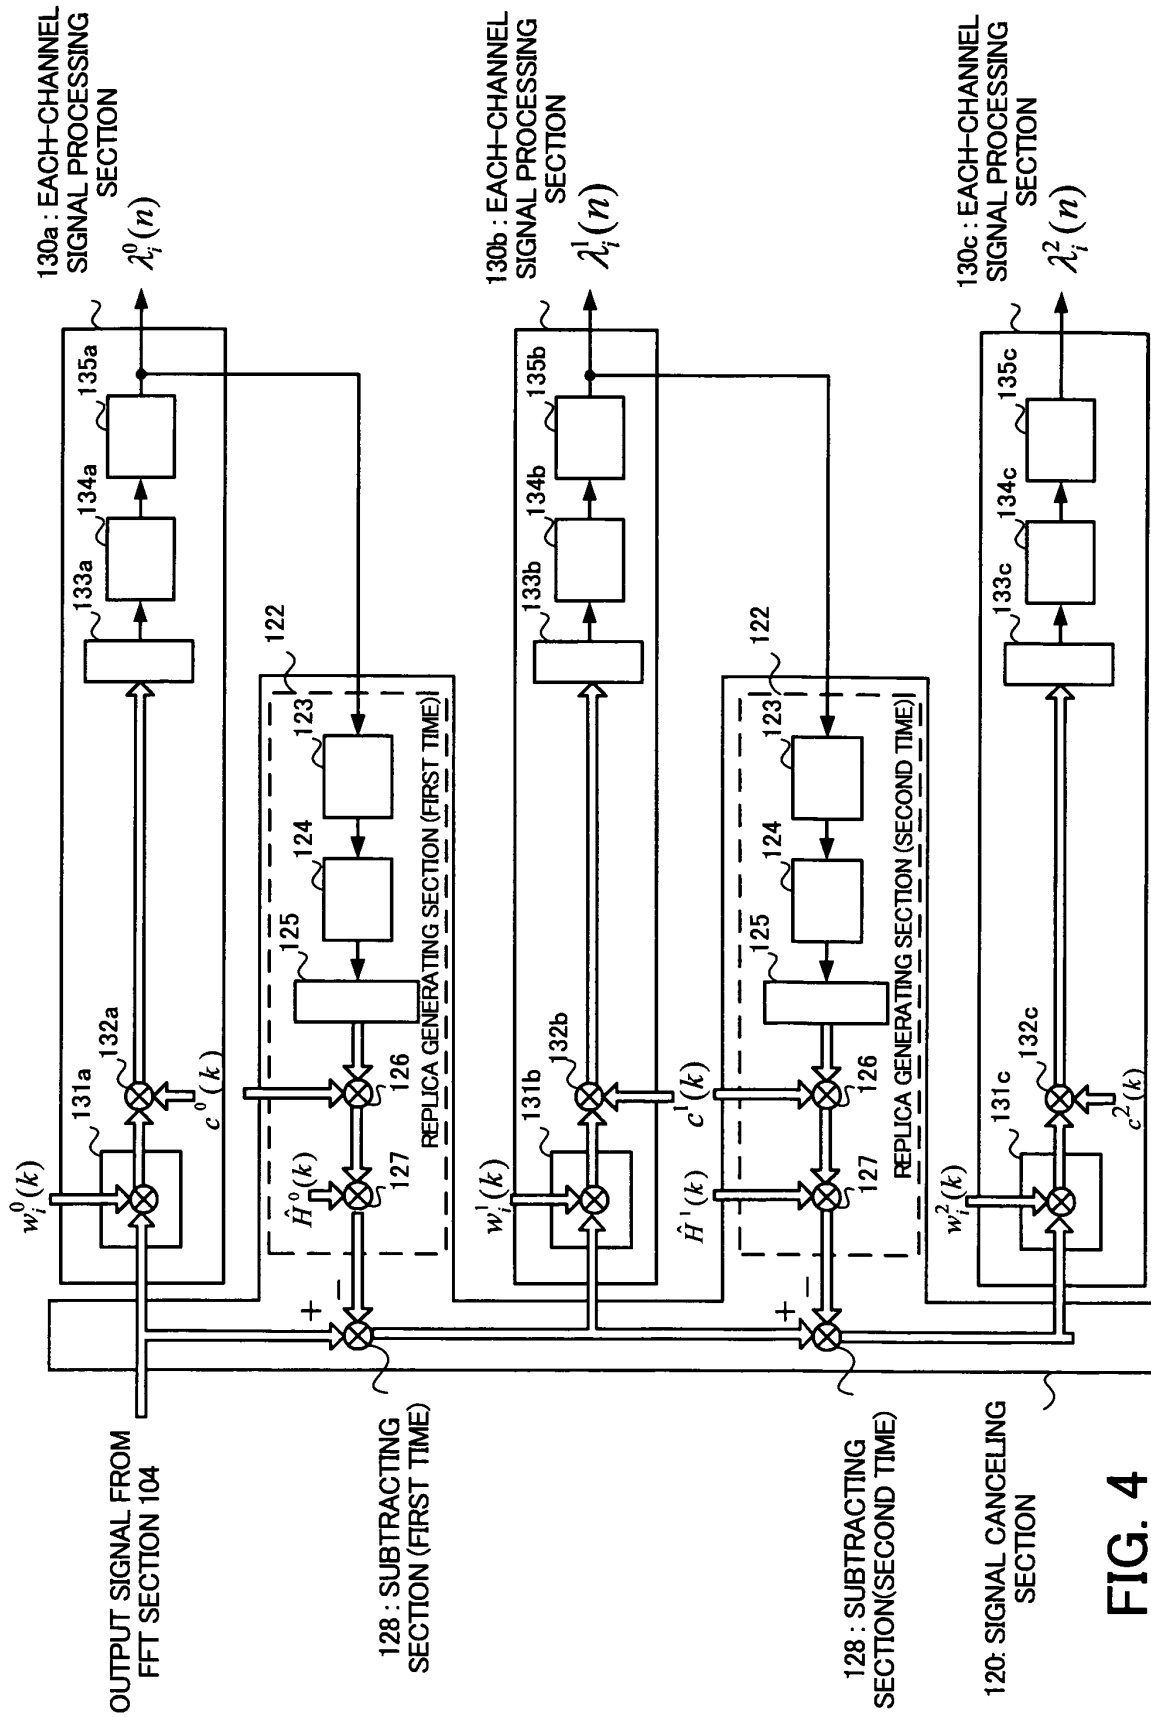 130a : EACH-CHANNEL
SIGNAL PROCESSING
SECTION
λ_i^0(n)
135a
134a
133a
132a
131a
c^0(k)
w_i^0(k)
OUTPUT SIGNAL FROM
FFT SECTION 104
122
123
124
125
126
127
Ĥ^0(k)
REPLICA GENERATING SECTION (FIRST TIME)
+
−
128 : SUBTRACTING
SECTION (FIRST TIME)
130b : EACH-CHANNEL
SIGNAL PROCESSING
SECTION
λ_i^1(n)
135b
134b
133b
132b
131b
c^1(k)
w_i^1(k)
122
123
124
125
126
127
Ĥ^1(k)
REPLICA GENERATING SECTION (SECOND TIME)
+
−
128 : SUBTRACTING
SECTION(SECOND TIME)
130c : EACH-CHANNEL
SIGNAL PROCESSING
SECTION
λ_i^2(n)
135c
134c
133c
132c
131c
c^2(k)
w_i^2(k)
120: SIGNAL CANCELING
SECTION
FIG. 4